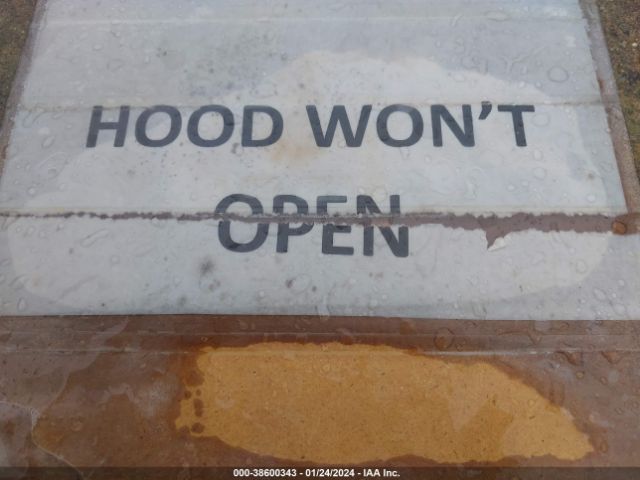 HOOD WON'T
OPEN
000-38600343 | 01/24/2024 - IAA Inc.